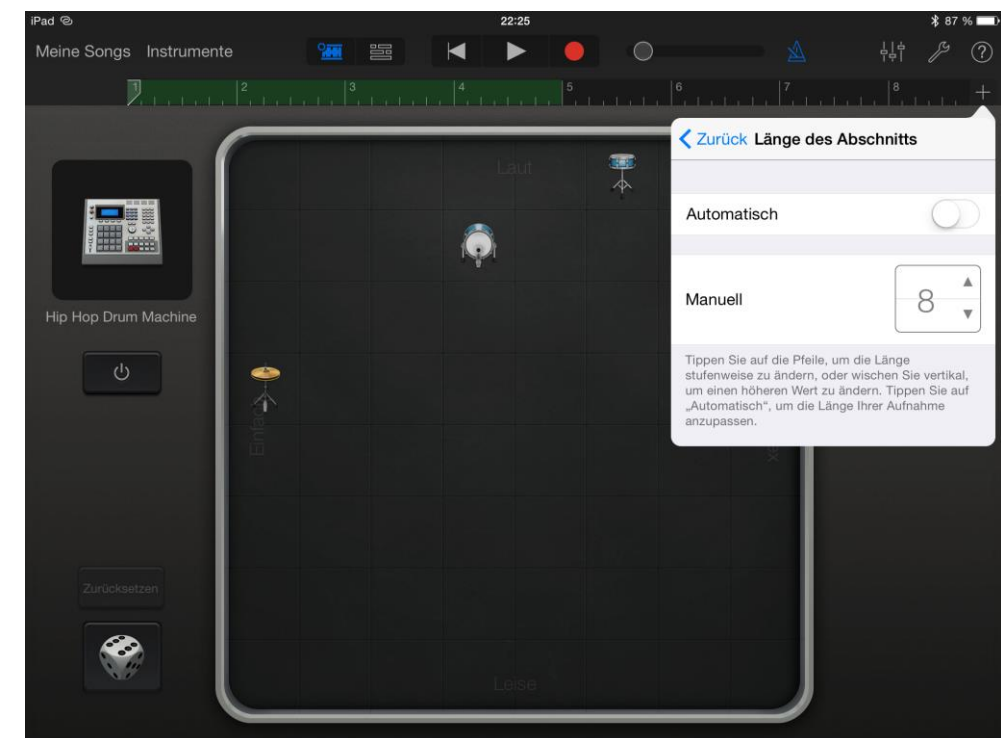 iPad 22:25 87 %
Meine Songs Instrumente
1 2 3 4 5 6 7 8
Zurück Länge des Abschnitts
Automatisch
Manuell 8
Tippen Sie auf die Pfeile, um die Länge
stufenweise zu ändern, oder wischen Sie vertikal,
um einen höheren Wert zu ändern. Tippen Sie auf
„Automatisch“, um die Länge Ihrer Aufnahme
anzupassen.
Laut
Hip Hop Drum Machine
Einfach
Zurücksetzen
Leise